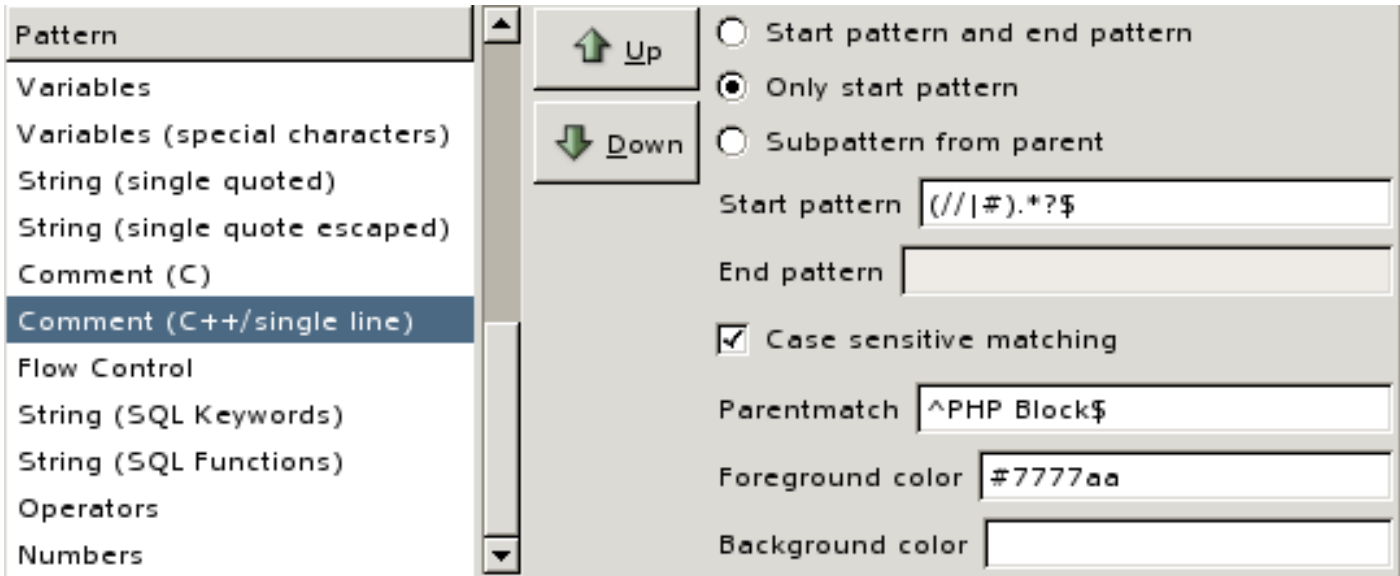 Pattern
Variables
Variables (special characters)
String (single quoted)
String (single quote escaped)
Comment (C)
Comment (C++/single line)
Flow Control
String (SQL Keywords)
String (SQL Functions)
Operators
Numbers
Up
Down
Start pattern and end pattern
Only start pattern
Subpattern from parent
Start pattern (//|#).*?$
End pattern
Case sensitive matching
Parentmatch ^PHP Block$
Foreground color #7777aa
Background color